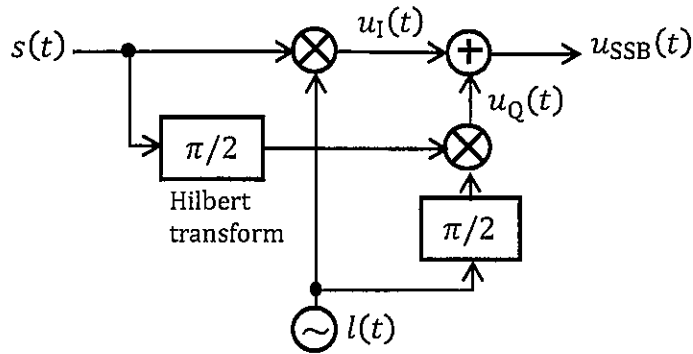 u_I(t)
s(t)
+
u_SSB(t)
u_Q(t)
π/2
Hilbert
transform
π/2
~
l(t)